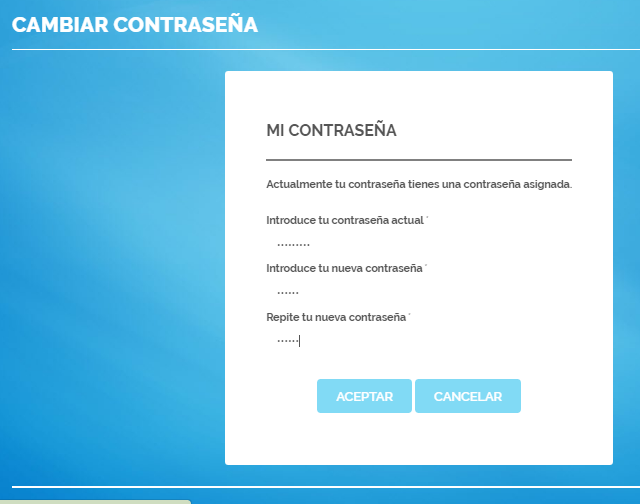 CAMBIAR CONTRASEÑA
MI CONTRASEÑA
Actualmente tu contraseña tienes una contraseña asignada.
Introduce tu contraseña actual *
•••••••••
Introduce tu nueva contraseña *
••••••
Repite tu nueva contraseña *
••••••
ACEPTAR CANCELAR